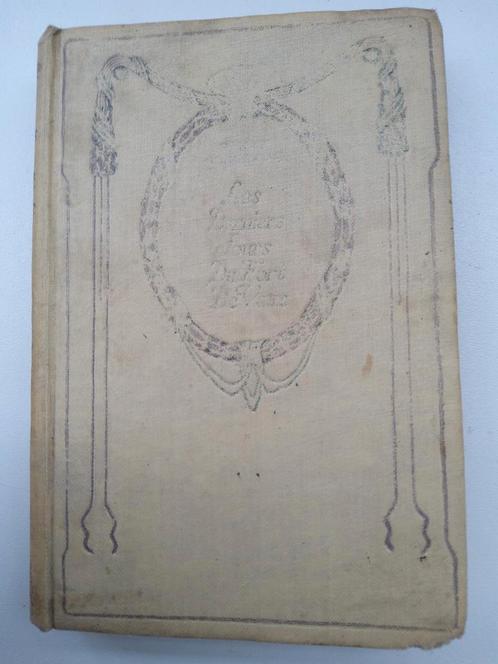 Les
Derniers
Jours
Du Fort
De Vaux